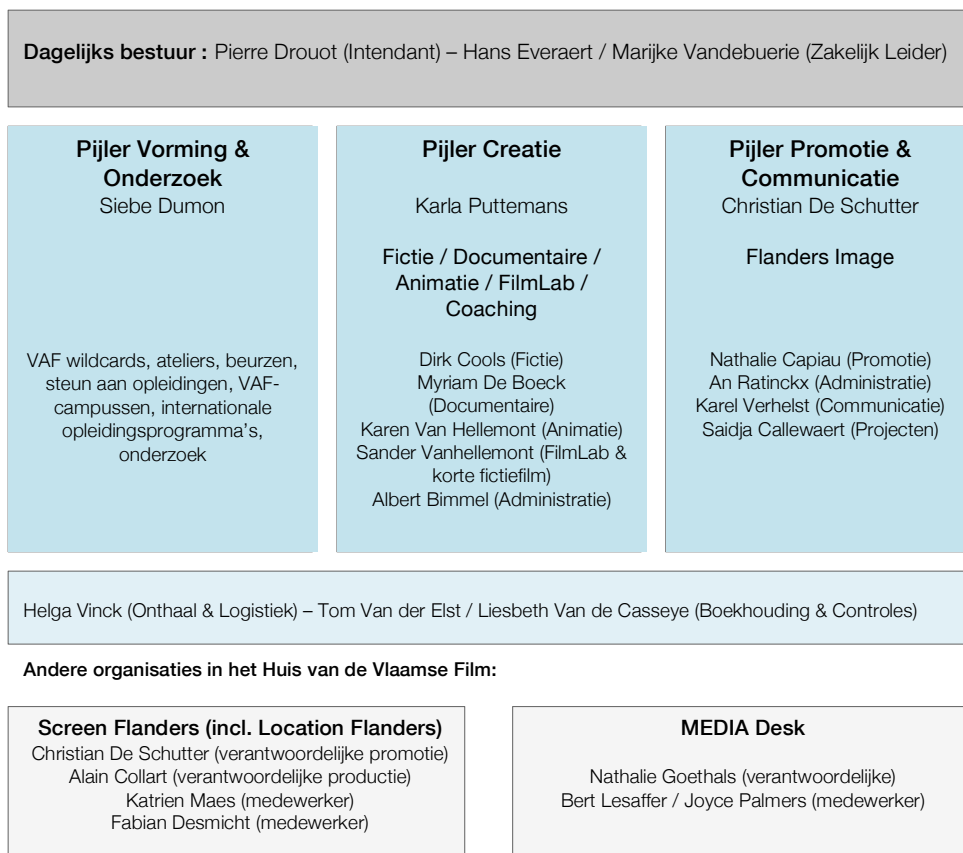 Dagelijks bestuur : Pierre Drouot (Intendant) – Hans Everaert / Marijke Vandebuerie (Zakelijk Leider)
Pijler Vorming &
Onderzoek
Siebe Dumon
VAF wildcards, ateliers, beurzen,
steun aan opleidingen, VAF-
campussen, internationale
opleidingsprogramma's,
onderzoek
Pijler Creatie
Karla Puttemans
Fictie / Documentaire /
Animatie / FilmLab /
Coaching
Dirk Cools (Fictie)
Myriam De Boeck
(Documentaire)
Karen Van Hellemont (Animatie)
Sander Vanhellemont (FilmLab &
korte fictiefilm)
Albert Bimmel (Administratie)
Pijler Promotie &
Communicatie
Christian De Schutter
Flanders Image
Nathalie Capiau (Promotie)
An Ratinckx (Administratie)
Karel Verhelst (Communicatie)
Saidja Callewaert (Projecten)
Helga Vinck (Onthaal & Logistiek) – Tom Van der Elst / Liesbeth Van de Casseye (Boekhouding & Controles)
Andere organisaties in het Huis van de Vlaamse Film:
Screen Flanders (incl. Location Flanders)
Christian De Schutter (verantwoordelijke promotie)
Alain Collart (verantwoordelijke productie)
Katrien Maes (medewerker)
Fabian Desmicht (medewerker)
MEDIA Desk
Nathalie Goethals (verantwoordelijke)
Bert Lesaffer / Joyce Palmers (medewerker)